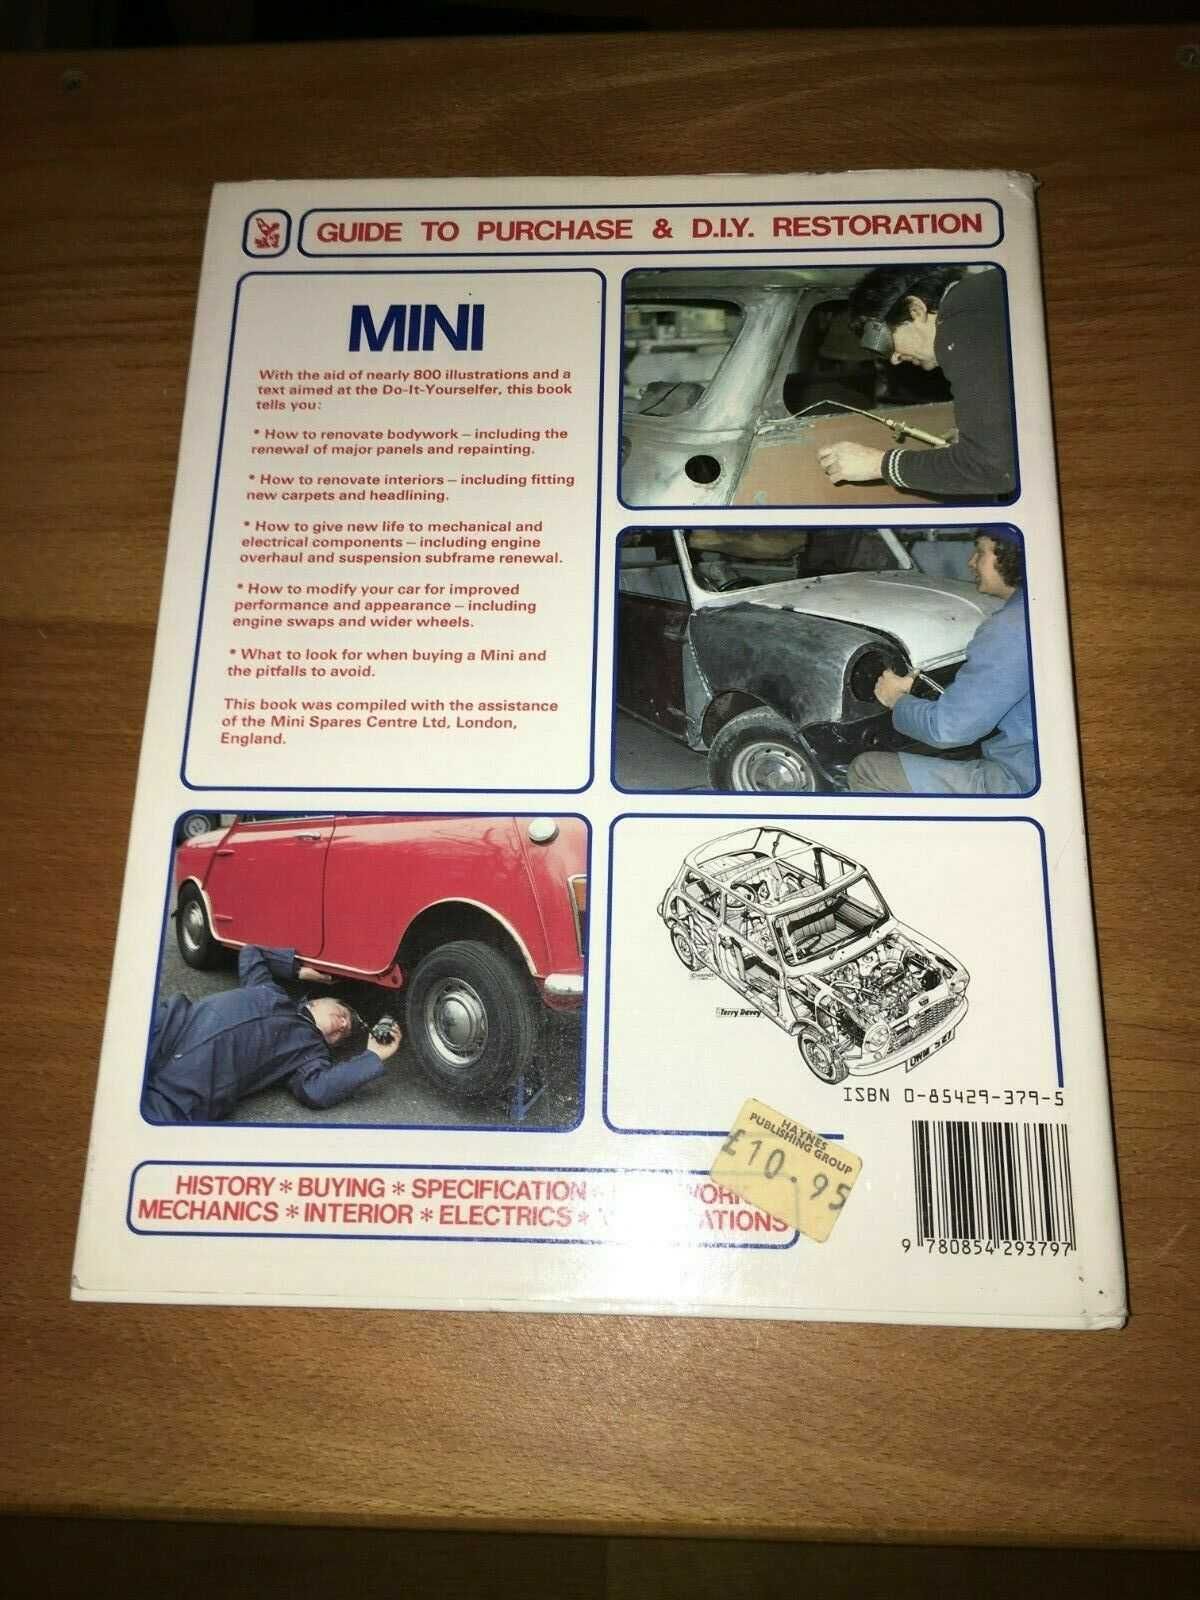 GUIDE TO PURCHASE & D.I.Y. RESTORATION
MINI
With the aid of nearly 800 illustrations and a
text aimed at the Do-It-Yourselfer, this book
tells you:
* How to renovate bodywork – including the
renewal of major panels and repainting.
* How to renovate interiors – including fitting
new carpets and headlining.
* How to give new life to mechanical and
electrical components – including engine
overhaul and suspension subframe renewal.
* How to modify your car for improved
performance and appearance – including
engine swaps and wider wheels.
* What to look for when buying a Mini and
the pitfalls to avoid.
This book was compiled with the assistance
of the Mini Spares Centre Ltd, London,
England.
Terry Davey
ISBN 0-85429-379-5
HAYNES
PUBLISHING GROUP
£10.95
HISTORY * BUYING * SPECIFICATION
MECHANICS * INTERIOR * ELECTRICS *
9 780854 293797